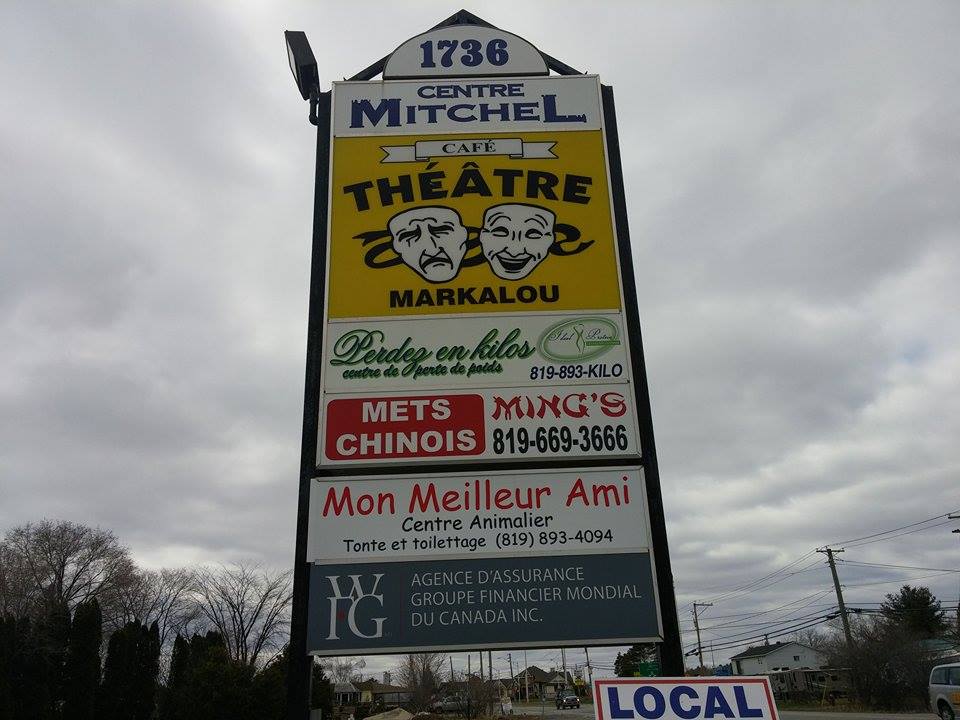 1736
CENTRE
MITCHEL
CAFÉ
THÉÂTRE
MARKALOU
Perdez en kilos
centre de perte de poids
Ideal Protein
819-893-KILO
METS
CHINOIS
MING'S
819-669-3666
Mon Meilleur Ami
Centre Animalier
Tonte et toilettage (819) 893-4094
WFG
AGENCE D'ASSURANCE
GROUPE FINANCIER MONDIAL
DU CANADA INC.
LOCAL